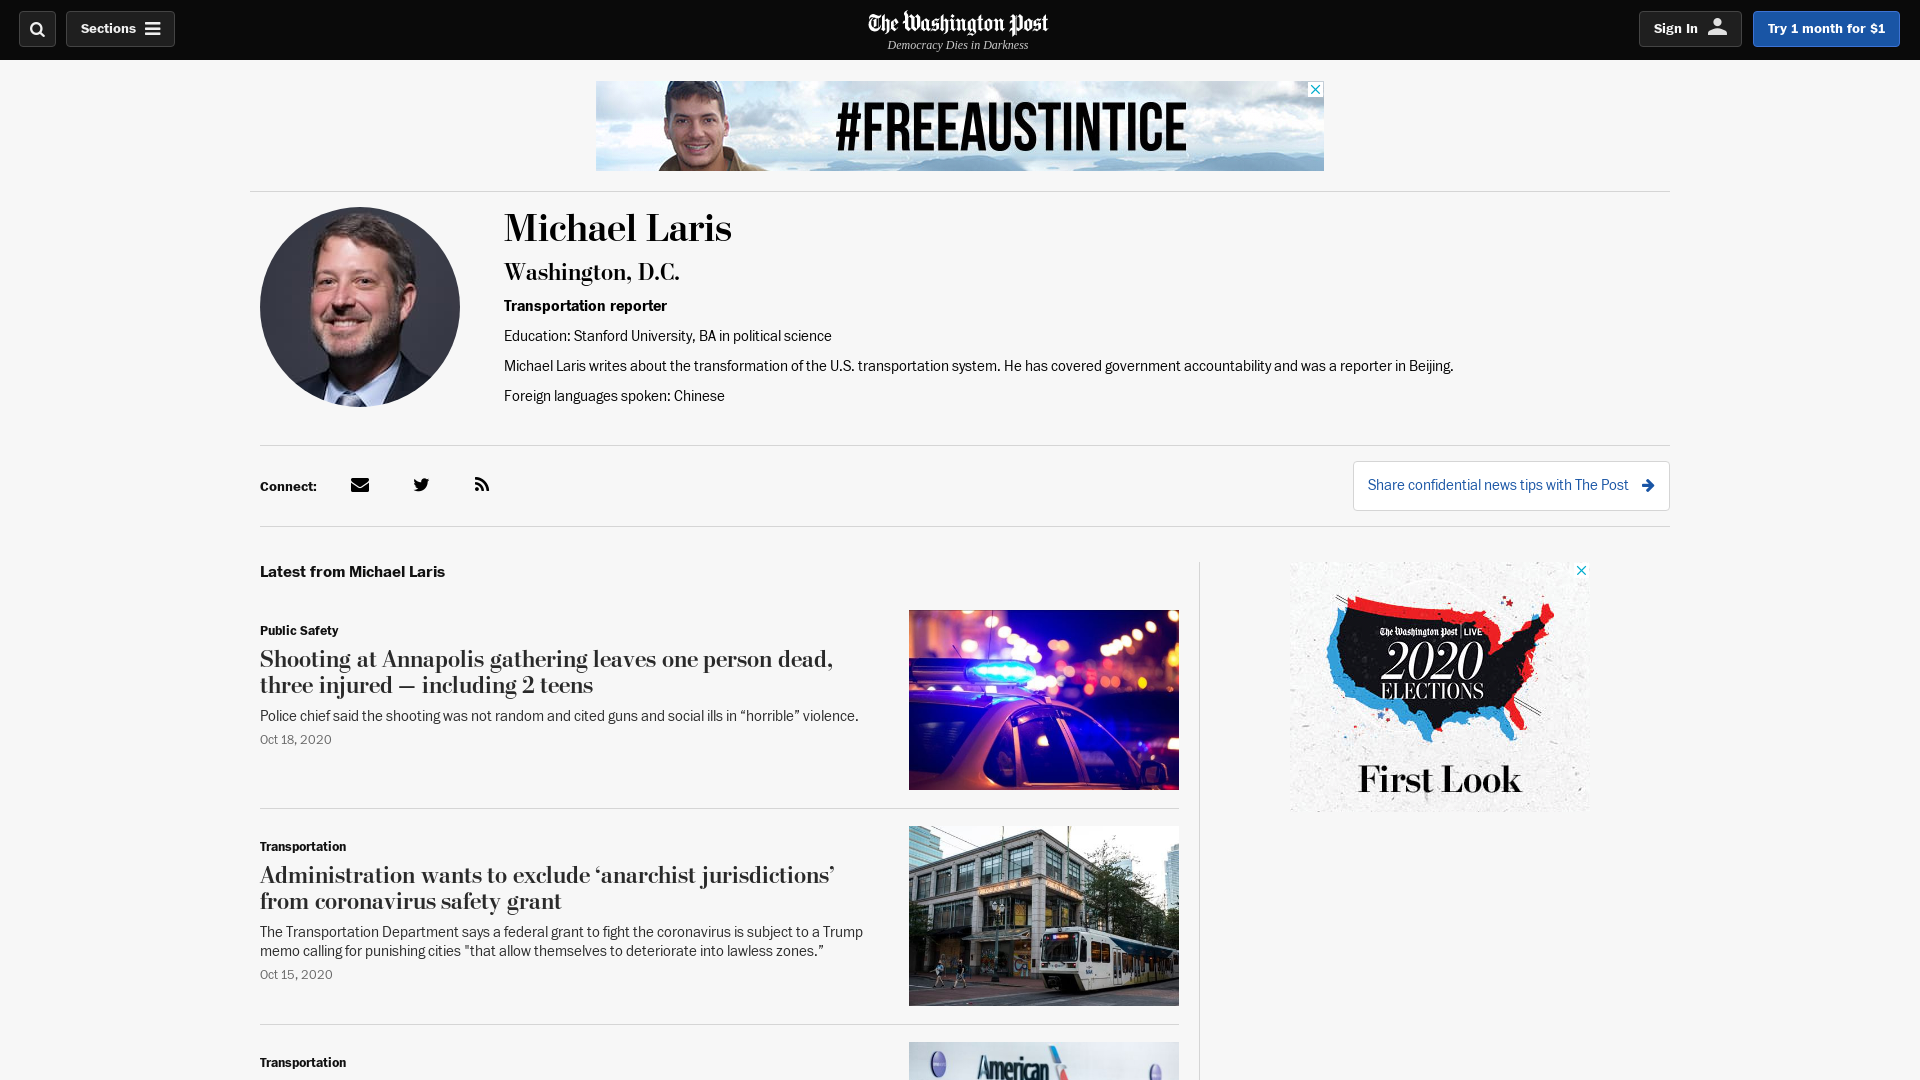 Sections
The Washington Post
Democracy Dies in Darkness
Sign In
Try 1 month for $1
#FREEAUSTINTICE
Michael Laris
Washington, D.C.
Transportation reporter
Education: Stanford University, BA in political science
Michael Laris writes about the transformation of the U.S. transportation system. He has covered government accountability and was a reporter in Beijing.
Foreign languages spoken: Chinese
Connect:
Share confidential news tips with The Post
Latest from Michael Laris
Public Safety
Shooting at Annapolis gathering leaves one person dead,
three injured — including 2 teens
Police chief said the shooting was not random and cited guns and social ills in “horrible” violence.
Oct 18, 2020
The Washington Post LIVE
2020
ELECTIONS
First Look
Transportation
Administration wants to exclude ‘anarchist jurisdictions’
from coronavirus safety grant
The Transportation Department says a federal grant to fight the coronavirus is subject to a Trump
memo calling for punishing cities "that allow themselves to deteriorate into lawless zones.”
Oct 15, 2020
Transportation
American